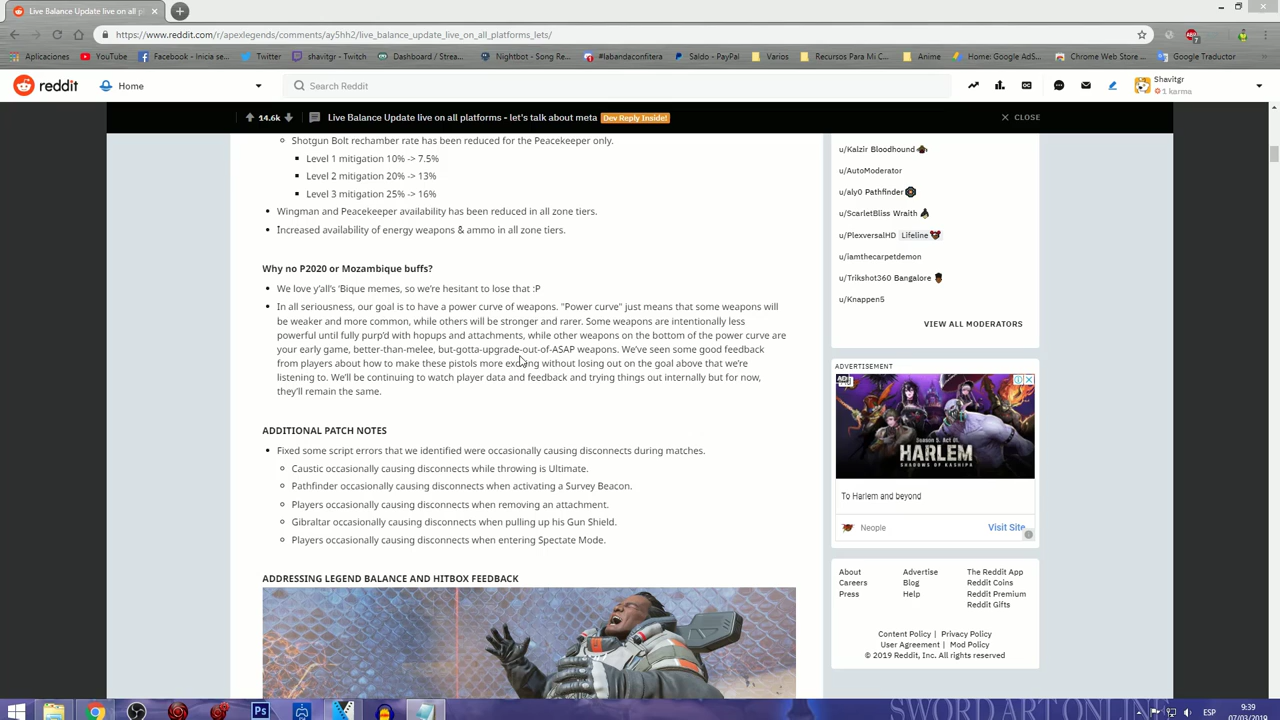 Live Balance Update live on all p
https://www.reddit.com/r/apexlegends/comments/ay5hh2/live_balance_update_live_on_all_platforms_lets/
Aplicaciones
YouTube
Facebook - Inicia se...
Twitter
shavitgr - Twitch
Dashboard / Strea...
Nightbot - Song Re...
#labandaconfitera
Saldo - PayPal
Varios
Recursos Para Mi C...
Anime
Home: Google AdS...
Chrome Web Store ...
Google Traductor
reddit
Home
Search Reddit
Shavitgr
1 karma
14.6k
Live Balance Update live on all platforms - let's talk about meta
Dev Reply Inside!
CLOSE
Shotgun Bolt rechamber rate has been reduced for the Peacekeeper only.
Level 1 mitigation 10% -> 7.5%
Level 2 mitigation 20% -> 13%
Level 3 mitigation 25% -> 16%
Wingman and Peacekeeper availability has been reduced in all zone tiers.
Increased availability of energy weapons & ammo in all zone tiers.
Why no P2020 or Mozambique buffs?
We love y'all's 'Bique memes, so we're hesitant to lose that :P
In all seriousness, our goal is to have a power curve of weapons. "Power curve" just means that some weapons will
be weaker and more common, while others will be stronger and rarer. Some weapons are intentionally less
powerful until fully purp'd with hopups and attachments, while other weapons on the bottom of the power curve are
your early game, better-than-melee, but-gotta-upgrade-out-of-ASAP weapons. We've seen some good feedback
from players about how to make these pistols more exciting without losing out on the goal above that we're
listening to. We'll be continuing to watch player data and feedback and trying things out internally but for now,
they'll remain the same.
ADDITIONAL PATCH NOTES
Fixed some script errors that we identified were occasionally causing disconnects during matches.
Caustic occasionally causing disconnects while throwing is Ultimate.
Pathfinder occasionally causing disconnects when activating a Survey Beacon.
Players occasionally causing disconnects when removing an attachment.
Gibraltar occasionally causing disconnects when pulling up his Gun Shield.
Players occasionally causing disconnects when entering Spectate Mode.
ADDRESSING LEGEND BALANCE AND HITBOX FEEDBACK
u/Kalzir Bloodhound
u/AutoModerator
u/aly0 Pathfinder
u/ScarletBliss Wraith
u/PlexversalHD Lifeline
u/iamthecarpetdemon
u/Trikshot360 Bangalore
u/Knappen5
VIEW ALL MODERATORS
ADVERTISEMENT
AD
Season 5. Act 01.
HARLEM
SHADOWS OF KASHIPA
To Harlem and beyond
Neople
Visit Site
About
Careers
Press
Advertise
Blog
Help
The Reddit App
Reddit Coins
Reddit Premium
Reddit Gifts
Content Policy | Privacy Policy
User Agreement | Mod Policy
© 2019 Reddit, Inc. All rights reserved
SWORD ART ONLINE
ESP
9:39
07/03/2019